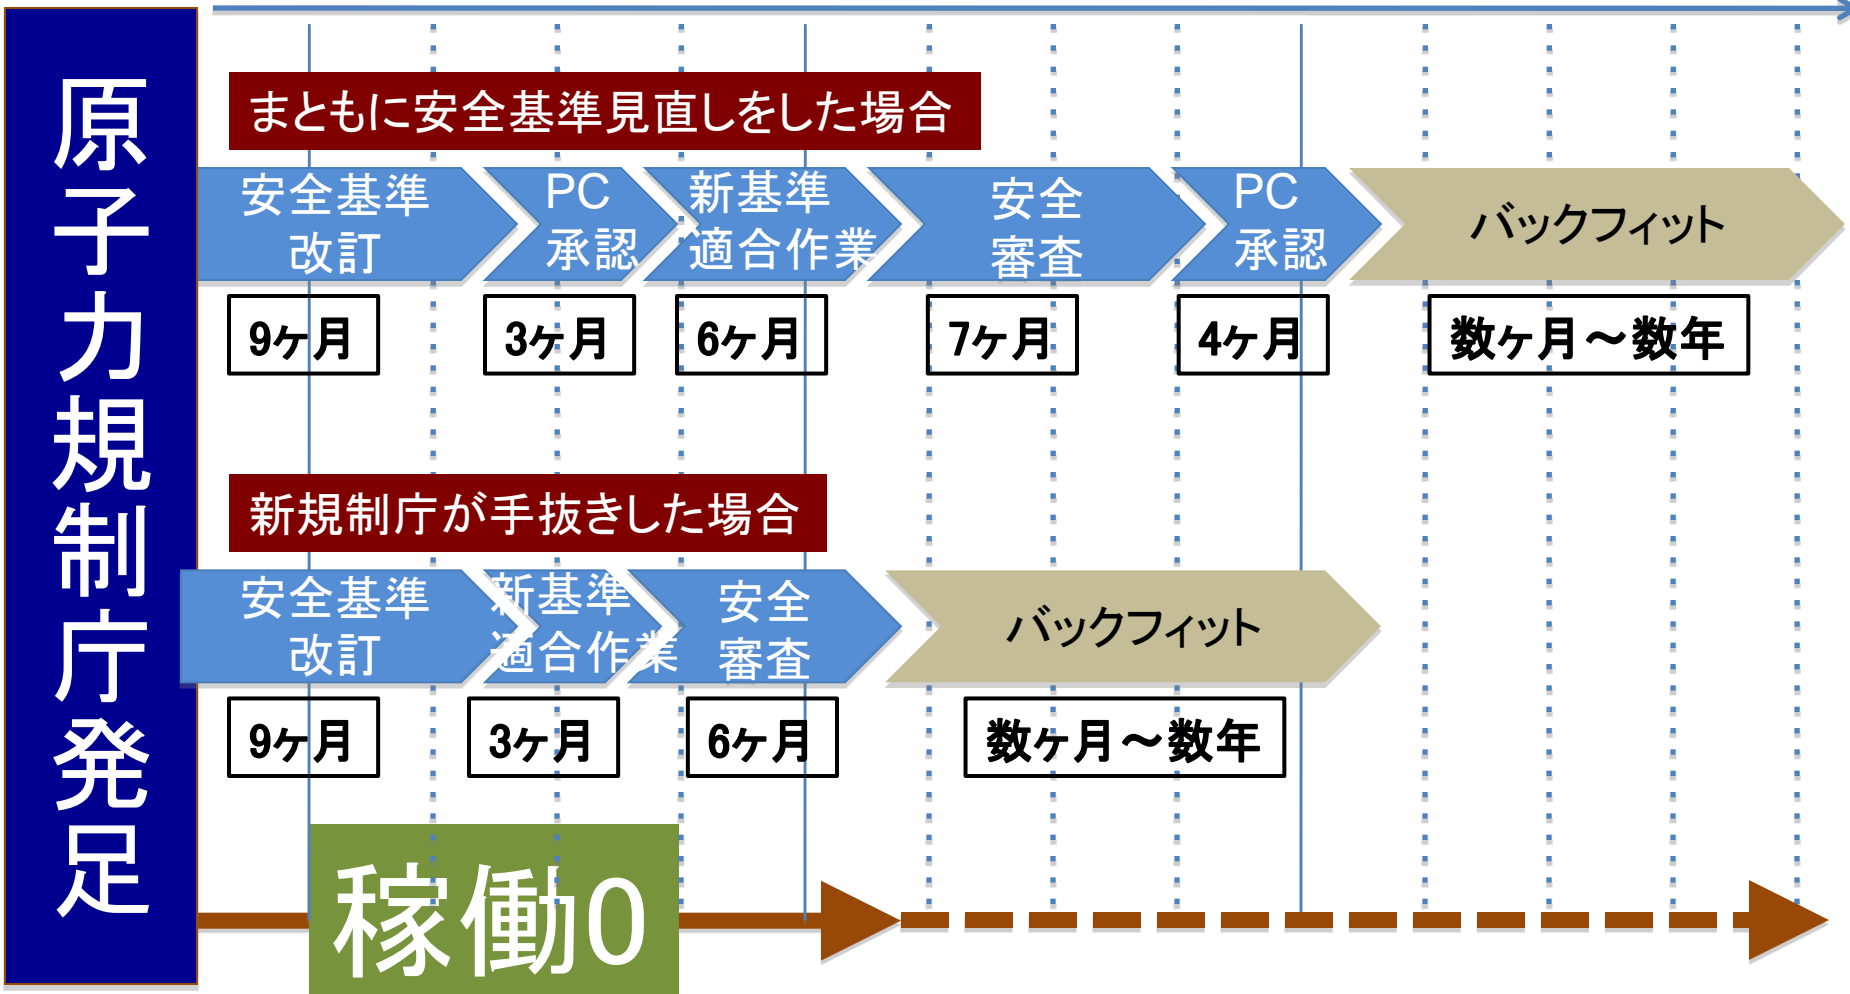 原子力規制庁発足
まともに安全基準見直しをした場合
安全基準
改訂
PC
承認
新基準
適合作業
安全
審査
PC
承認
バックフィット
9ヶ月
3ヶ月
6ヶ月
7ヶ月
4ヶ月
数ヶ月～数年
新規制庁が手抜きした場合
安全基準
改訂
新基準
適合作業
安全
審査
バックフィット
9ヶ月
3ヶ月
6ヶ月
数ヶ月～数年
稼働0